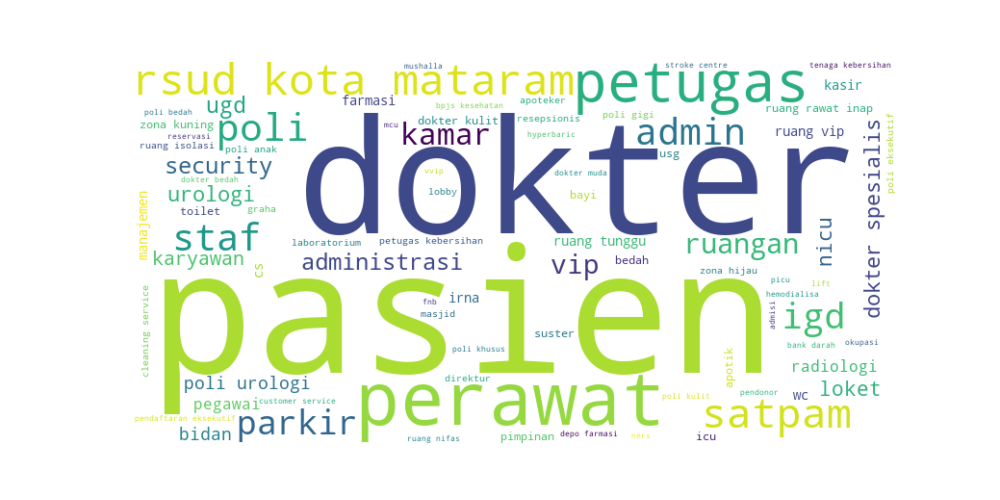 mushalla
stroke centre
tenaga kebersihan
rsud kota mataram
petugas
kasir
poli bedah
ugd
farmasi
bpjs kesehatan
apoteker
ruang rawat inap
zona kuning
poli
dokter kulit
resepsionis
poli gigi
reservasi
mcu
kamar
hyperbaric
admin
ruang vip
ruang isolasi
poli anak
dokter
usg
security
vvip
dokter muda
dokter bedah
urologi
lobby
bayi
poli eksekutif
toilet
graha
dokter spesialis
manajemen
staf
laboratorium
petugas kebersihan
ruang tunggu
ruangan
nicu
karyawan
cs
administrasi
vip
bedah
zona hijau
pasien
picu
lift
cleaning service
fnb
irna
hemodialisa
masjid
admisi
igd
suster
bank darah
okupasi
poli khusus
apotik
radiologi
poli urologi
direktur
perawat
loket
pegawai
customer service
poli kulit
pendonor
wc
pendaftaran eksekutif
parkir
satpam
bidan
ruang nifas
pimpinan
depo farmasi
icu